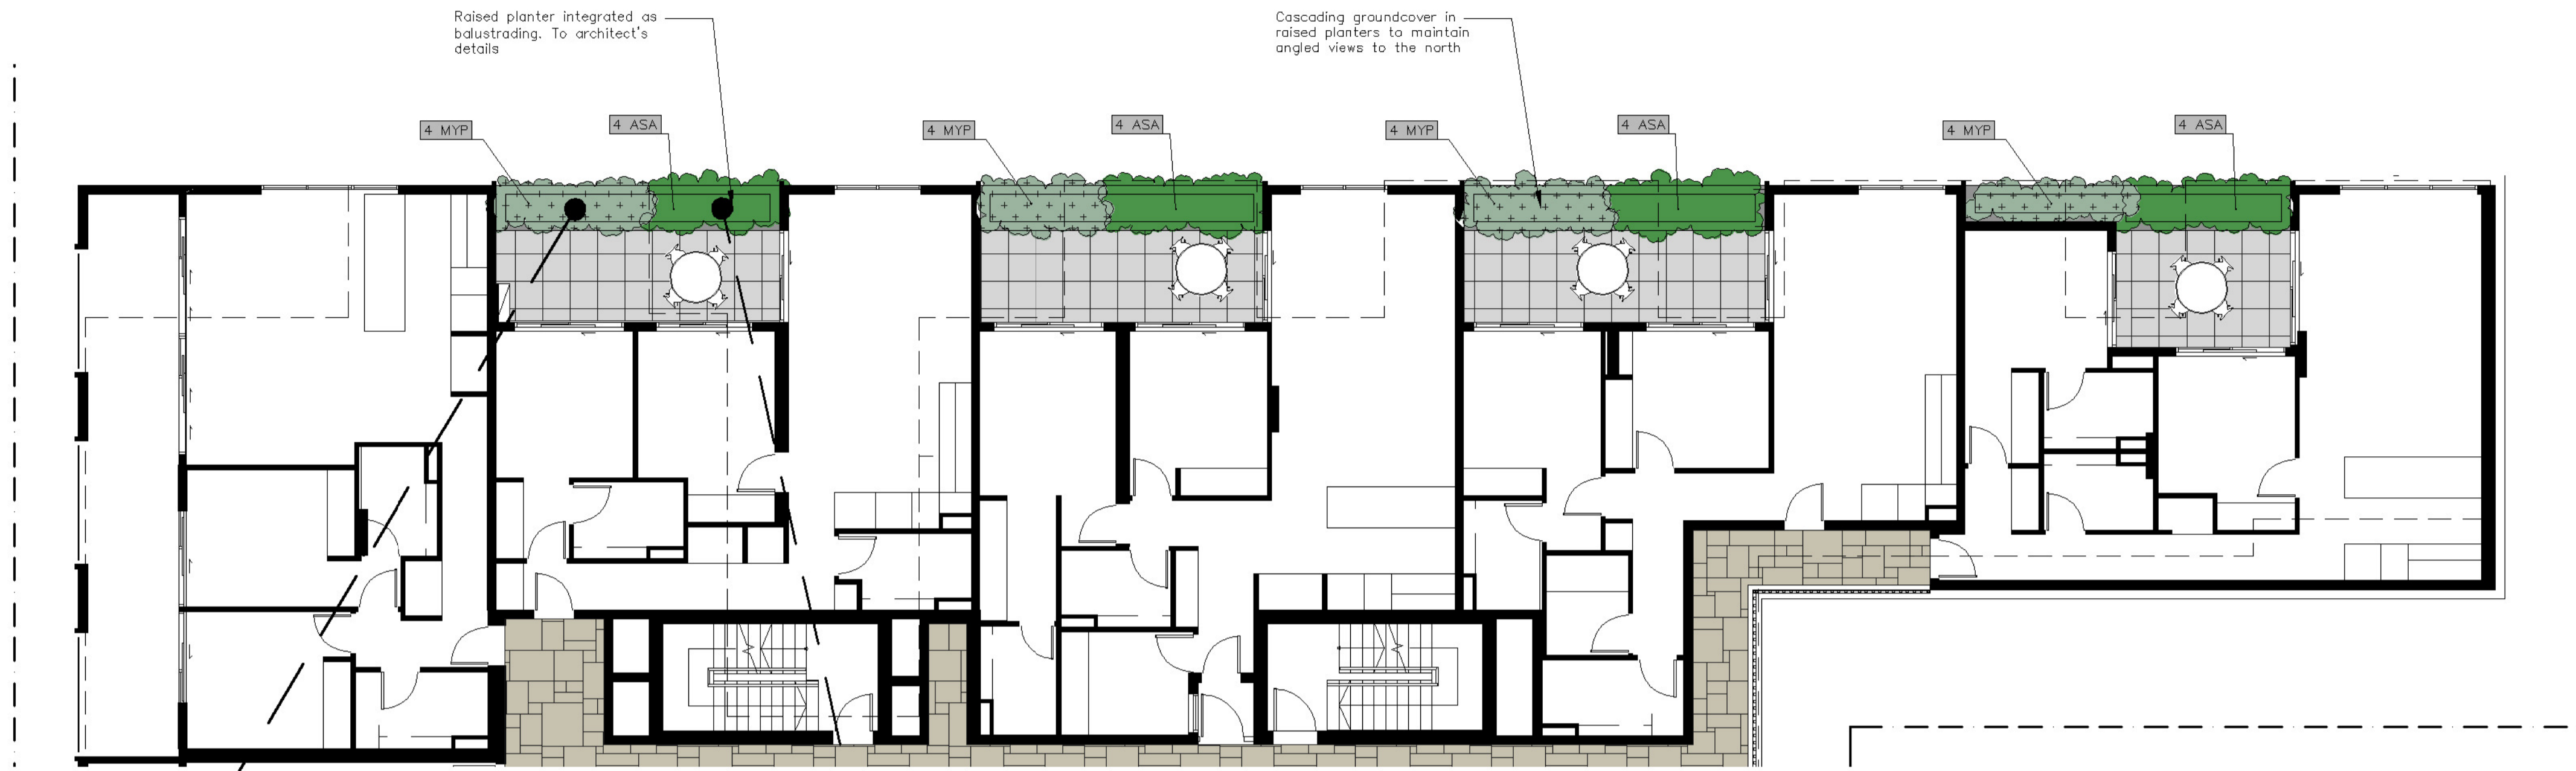 Raised planter integrated as
balustrading. To architect's
details
Cascading groundcover in
raised planters to maintain
angled views to the north
4 MYP
4 ASA
4 MYP
4 ASA
4 MYP
4 ASA
4 MYP
4 ASA